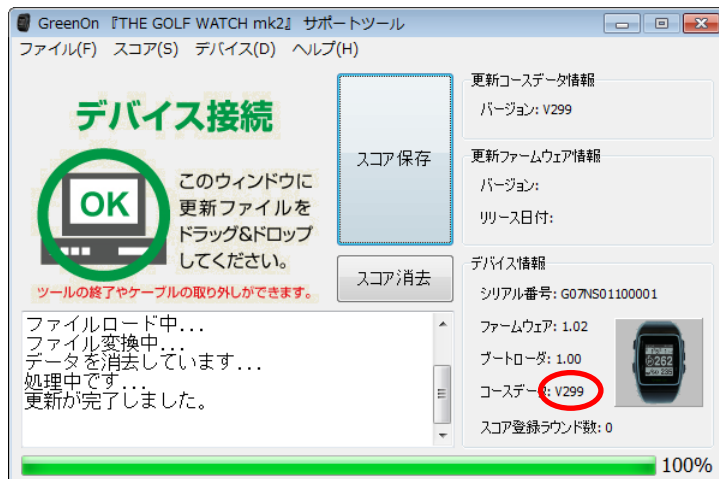 GreenOn 『THE GOLF WATCH mk2』 サポートツール
ファイル(F) スコア(S) デバイス(D) ヘルプ(H)
デバイス接続
OK
このウィンドウに
更新ファイルを
ドラッグ&ドロップ
してください。
ツールの終了やケーブルの取り外しができます。
スコア保存
スコア消去
更新コースデータ情報
バージョン: V299
更新ファームウェア情報
バージョン:
リリース日付:
デバイス情報
シリアル番号: G07NS01100001
ファームウェア: 1.02
ブートローダ: 1.00
コースデータ: V299
スコア登録ラウンド数: 0
262
ファイルロード中...
ファイル変換中...
データを消去しています...
処理中です...
更新が完了しました。
100%